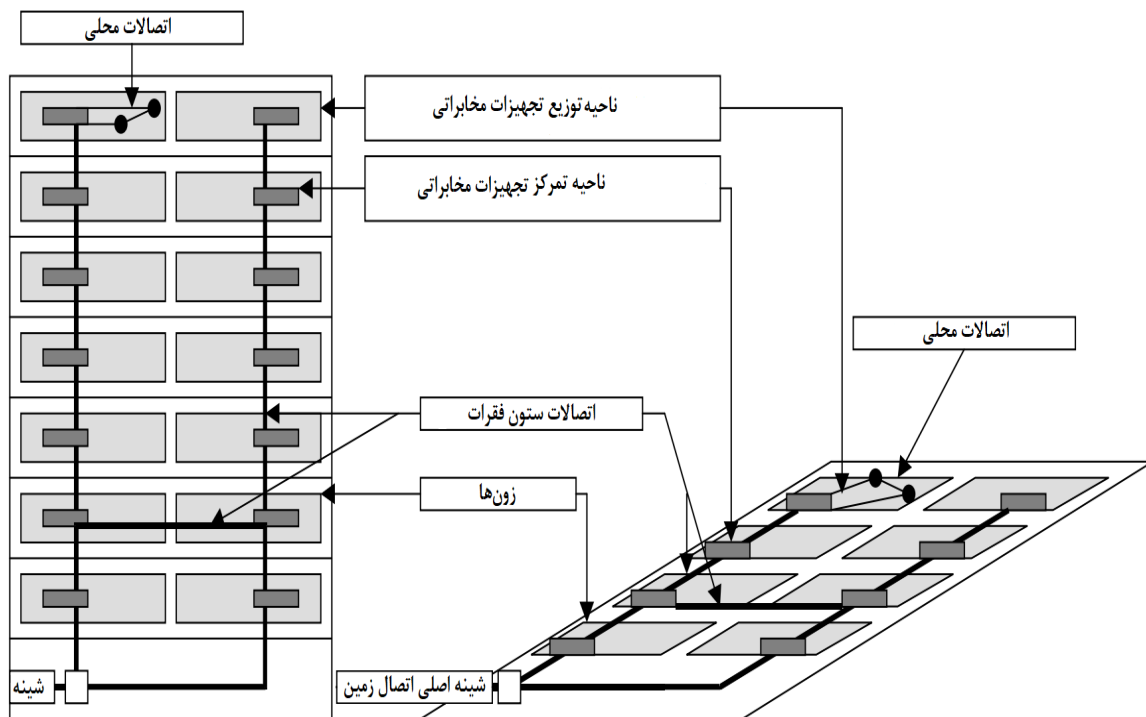 اتصالات محلی
ناحیه توزیع تجهیزات مخابراتی
ناحیه تمرکز تجهیزات مخابراتی
اتصالات محلی
اتصالات ستون فقرات
زون‌ها
شینه اصلی اتصال زمین
شینه